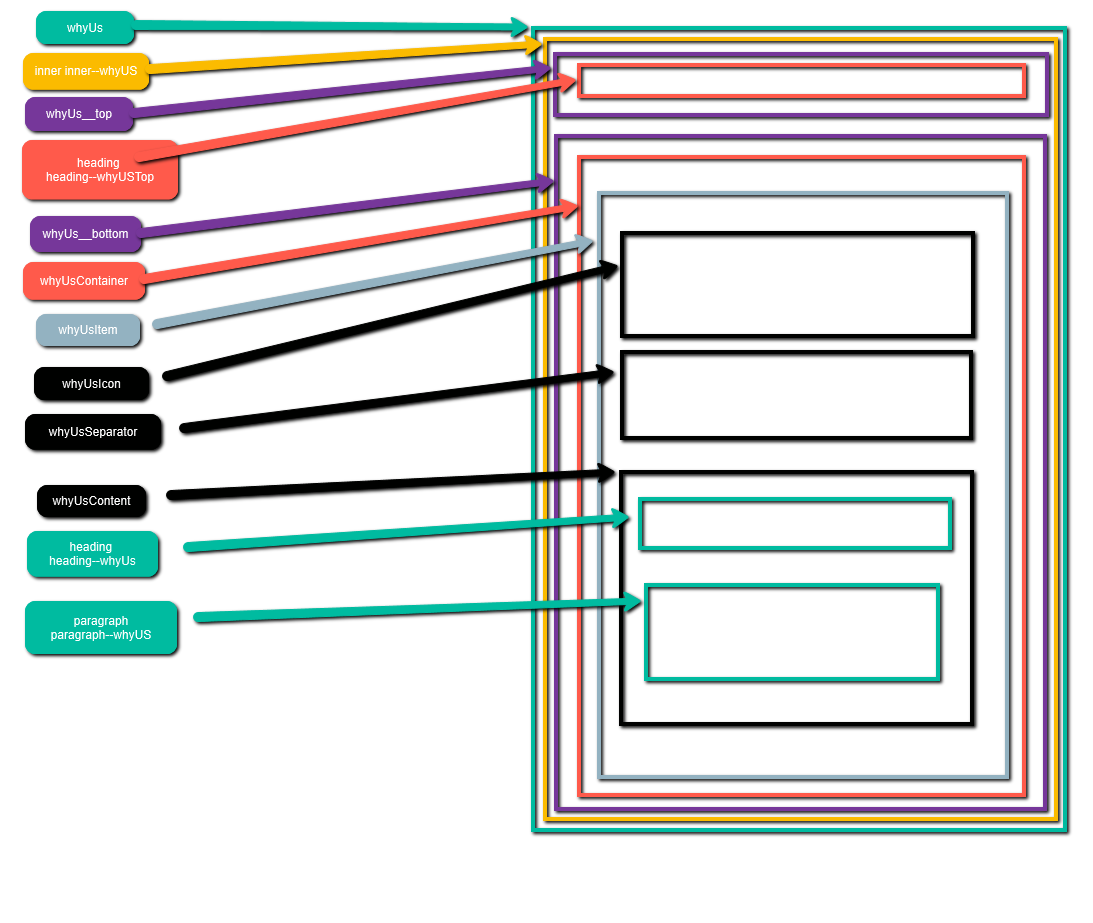 whyUs
inner inner--whyUS
whyUs__top
heading
heading--whyUSTop
whyUs__bottom
whyUsContainer
whyUsItem
whyUsIcon
whyUsSeparator
whyUsContent
heading
heading--whyUs
paragraph
paragraph--whyUS